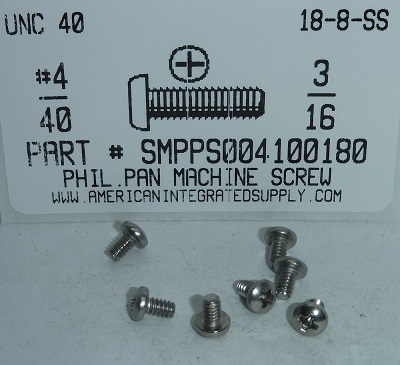 UNC 40 18-8-SS
#4 3
40 16
PART # SMPPS004100180
PHIL.PAN MACHINE SCREW
WWW.AMERICANINTEGRATEDSUPPLY.COM